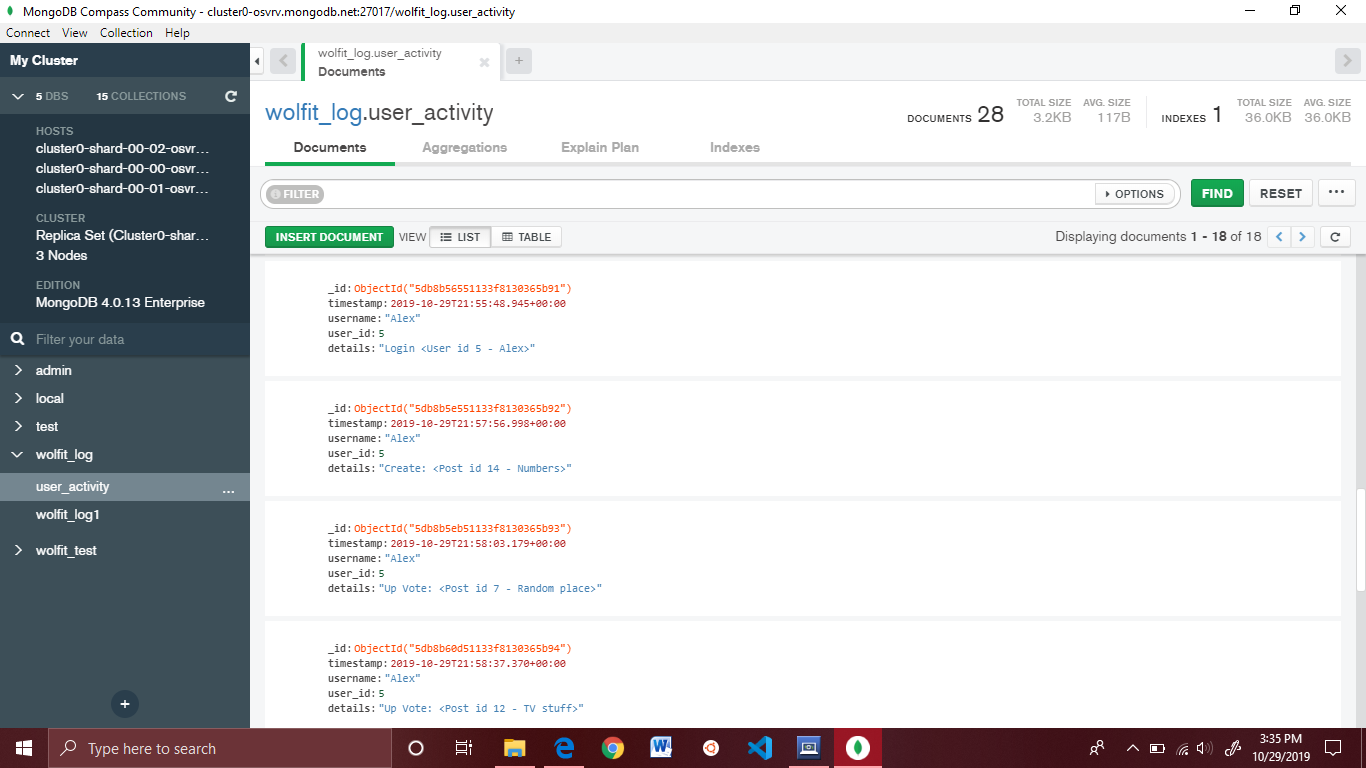 MongoDB Compass Community - cluster0-osvrv.mongodb.net:27017/wolfit_log.user_activity
Connect View Collection Help
My Cluster
5 DBS 15 COLLECTIONS
HOSTS
cluster0-shard-00-02-osvr...
cluster0-shard-00-00-osvr...
cluster0-shard-00-01-osvr...
CLUSTER
Replica Set (Cluster0-shar...
3 Nodes
EDITION
MongoDB 4.0.13 Enterprise
Filter your data
admin
local
test
wolfit_log
user_activity ...
wolfit_log1
wolfit_test
wolfit_log.user_activity
Documents
wolfit_log.user_activity
DOCUMENTS 28 TOTAL SIZE 3.2KB AVG. SIZE 117B INDEXES 1 TOTAL SIZE 36.0KB AVG. SIZE 36.0KB
Documents Aggregations Explain Plan Indexes
FILTER OPTIONS FIND RESET ...
INSERT DOCUMENT VIEW LIST TABLE Displaying documents 1 - 18 of 18
_id: ObjectId("5db8b56551133f8130365b91")
timestamp: 2019-10-29T21:55:48.945+00:00
username: "Alex"
user_id: 5
details: "Login <User id 5 - Alex>"
_id: ObjectId("5db8b5e551133f8130365b92")
timestamp: 2019-10-29T21:57:56.998+00:00
username: "Alex"
user_id: 5
details: "Create: <Post id 14 - Numbers>"
_id: ObjectId("5db8b5eb51133f8130365b93")
timestamp: 2019-10-29T21:58:03.179+00:00
username: "Alex"
user_id: 5
details: "Up Vote: <Post id 7 - Random place>"
_id: ObjectId("5db8b60d51133f8130365b94")
timestamp: 2019-10-29T21:58:37.370+00:00
username: "Alex"
user_id: 5
details: "Up Vote: <Post id 12 - TV stuff>"
Type here to search
3:35 PM
10/29/2019